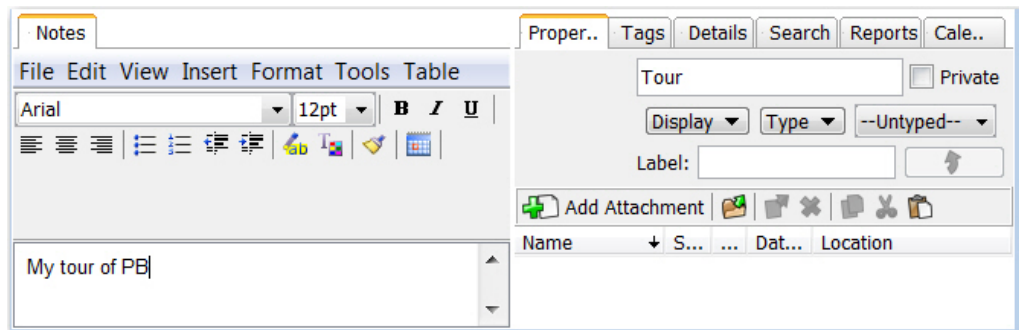 Notes
File Edit View Insert Format Tools Table
Arial 12pt B I U
ab T
My tour of PB
Proper.. Tags Details Search Reports Cale..
Tour Private
Display Type --Untyped--
Label:
Add Attachment
Name S... ... Dat... Location